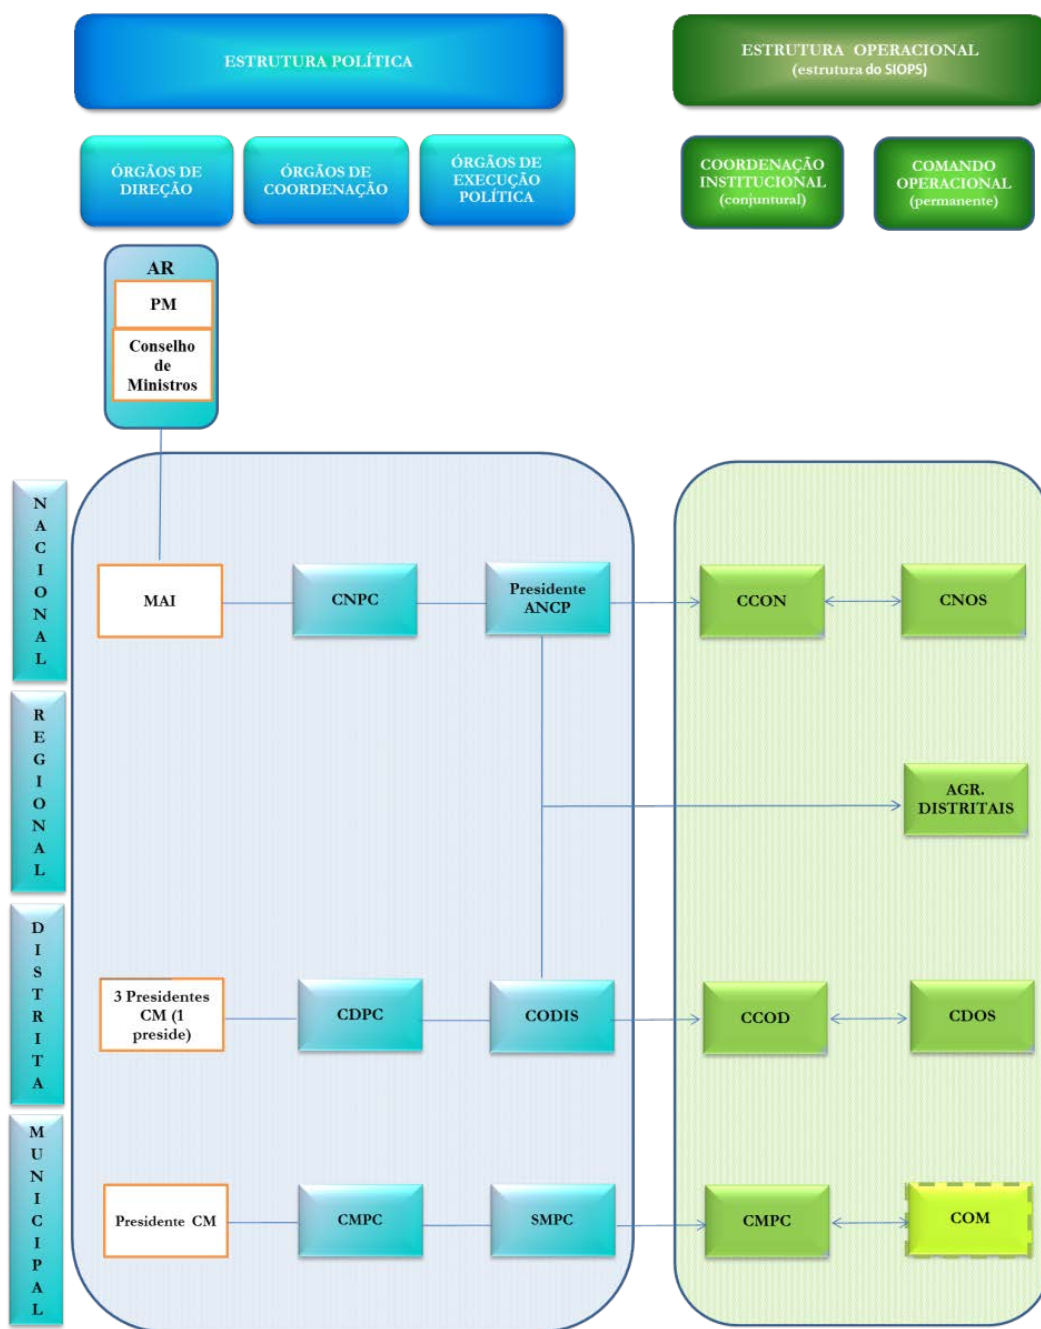 ESTRUTURA POLÍTICA
ESTRUTURA OPERACIONAL
(estrutura do SIOPS)
ÓRGÃOS DE
DIREÇÃO
ÓRGÃOS DE
COORDENAÇÃO
ÓRGÃOS DE
EXECUÇÃO
POLÍTICA
COORDENAÇÃO
INSTITUCIONAL
(conjuntural)
COMANDO
OPERACIONAL
(permanente)
AR
PM
Conselho
de
Ministros
NACIONAL
MAI
CNPC
Presidente
ANCP
CCON
CNOS
REGIONAL
AGR.
DISTRITAIS
DISTRITA
3 Presidentes
CM (1
preside)
CDPC
CODIS
CCOD
CDOS
MUNICIPAL
Presidente CM
CMPC
SMPC
CMPC
COM